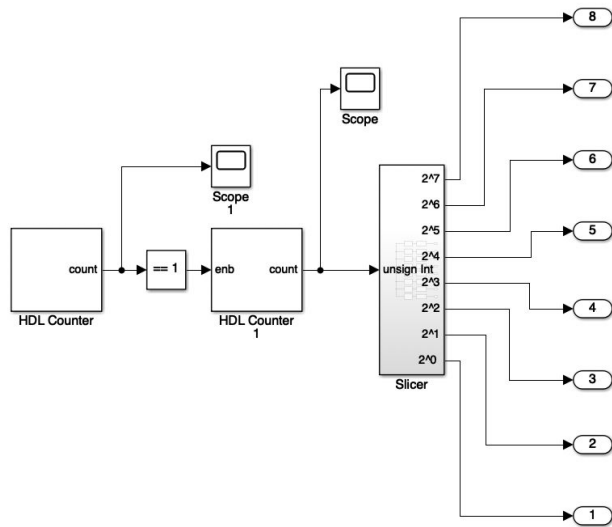 8
7
Scope
6
Scope
1
2^7
2^6
2^5
2^4
5
count
== 1
enb
count
unsign Int
2^3
4
HDL Counter
HDL Counter
1
2^2
2^1
3
2^0
Slicer
2
1